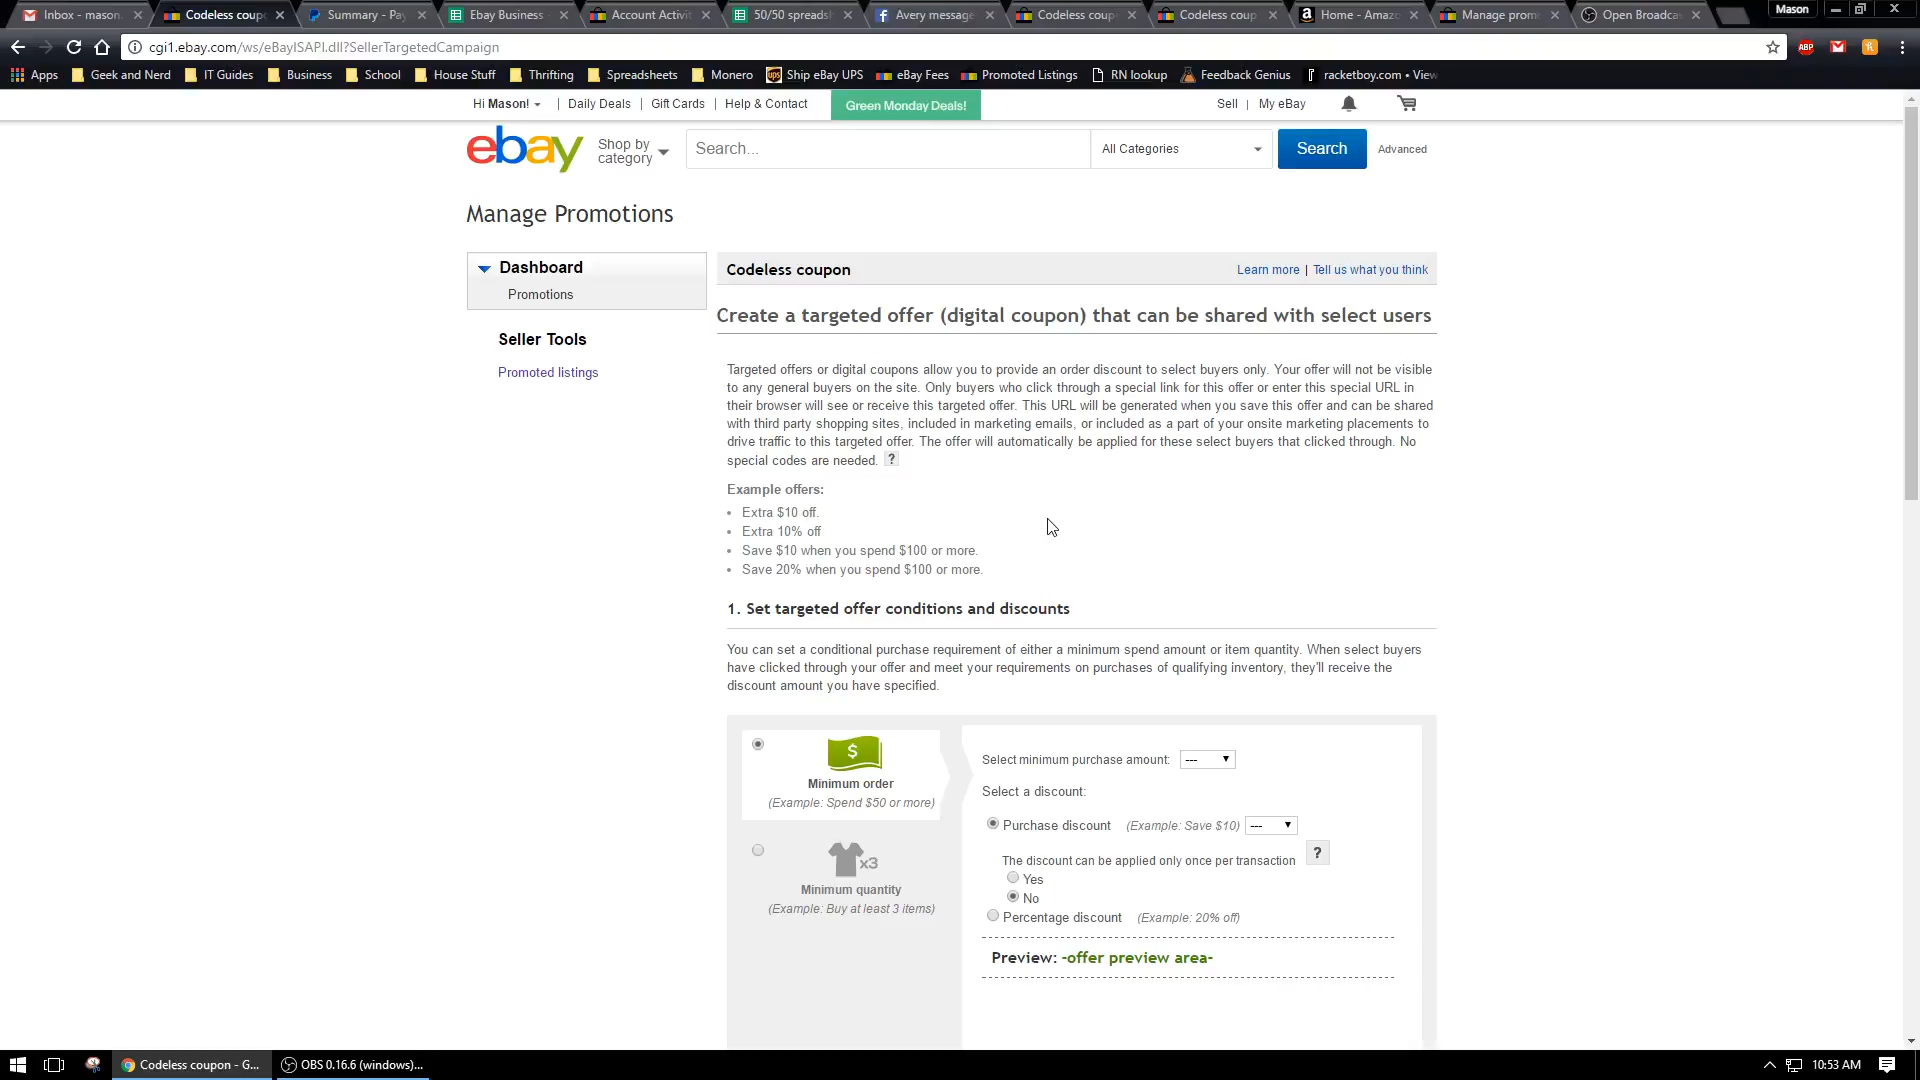 Inbox - mason.
Codeless coup
Summary - Pay
Ebay Business -
Account Activi
50/50 spreadsh
Avery message
Codeless coup
Codeless coup
Home - Amazo
Manage prom
Open Broadca
Mason
cgi1.ebay.com/ws/eBayISAPI.dll?SellerTargetedCampaign
ABP
Apps
Geek and Nerd
IT Guides
Business
School
House Stuff
Thrifting
Spreadsheets
Monero
Ship eBay UPS
eBay Fees
Promoted Listings
RN lookup
Feedback Genius
racketboy.com • View
Hi Mason! | Daily Deals | Gift Cards | Help & Contact
Green Monday Deals!
Sell | My eBay
ebay
Shop by
category
Search...
All Categories
Search
Advanced
Manage Promotions
Dashboard
Promotions
Seller Tools
Promoted listings
Codeless coupon
Learn more | Tell us what you think
Create a targeted offer (digital coupon) that can be shared with select users
Targeted offers or digital coupons allow you to provide an order discount to select buyers only. Your offer will not be visible
to any general buyers on the site. Only buyers who click through a special link for this offer or enter this special URL in
their browser will see or receive this targeted offer. This URL will be generated when you save this offer and can be shared
with third party shopping sites, included in marketing emails, or included as a part of your onsite marketing placements to
drive traffic to this targeted offer. The offer will automatically be applied for these select buyers that clicked through. No
special codes are needed. ?
Example offers:
• Extra $10 off.
• Extra 10% off
• Save $10 when you spend $100 or more.
• Save 20% when you spend $100 or more.
1. Set targeted offer conditions and discounts
You can set a conditional purchase requirement of either a minimum spend amount or item quantity. When select buyers
have clicked through your offer and meet your requirements on purchases of qualifying inventory, they'll receive the
discount amount you have specified.
$
Minimum order
(Example: Spend $50 or more)
x3
Minimum quantity
(Example: Buy at least 3 items)
Select minimum purchase amount: ---
Select a discount:
Purchase discount (Example: Save $10) ---
The discount can be applied only once per transaction ?
Yes
No
Percentage discount (Example: 20% off)
Preview: -offer preview area-
Codeless coupon - G...
OBS 0.16.6 (windows)...
10:53 AM